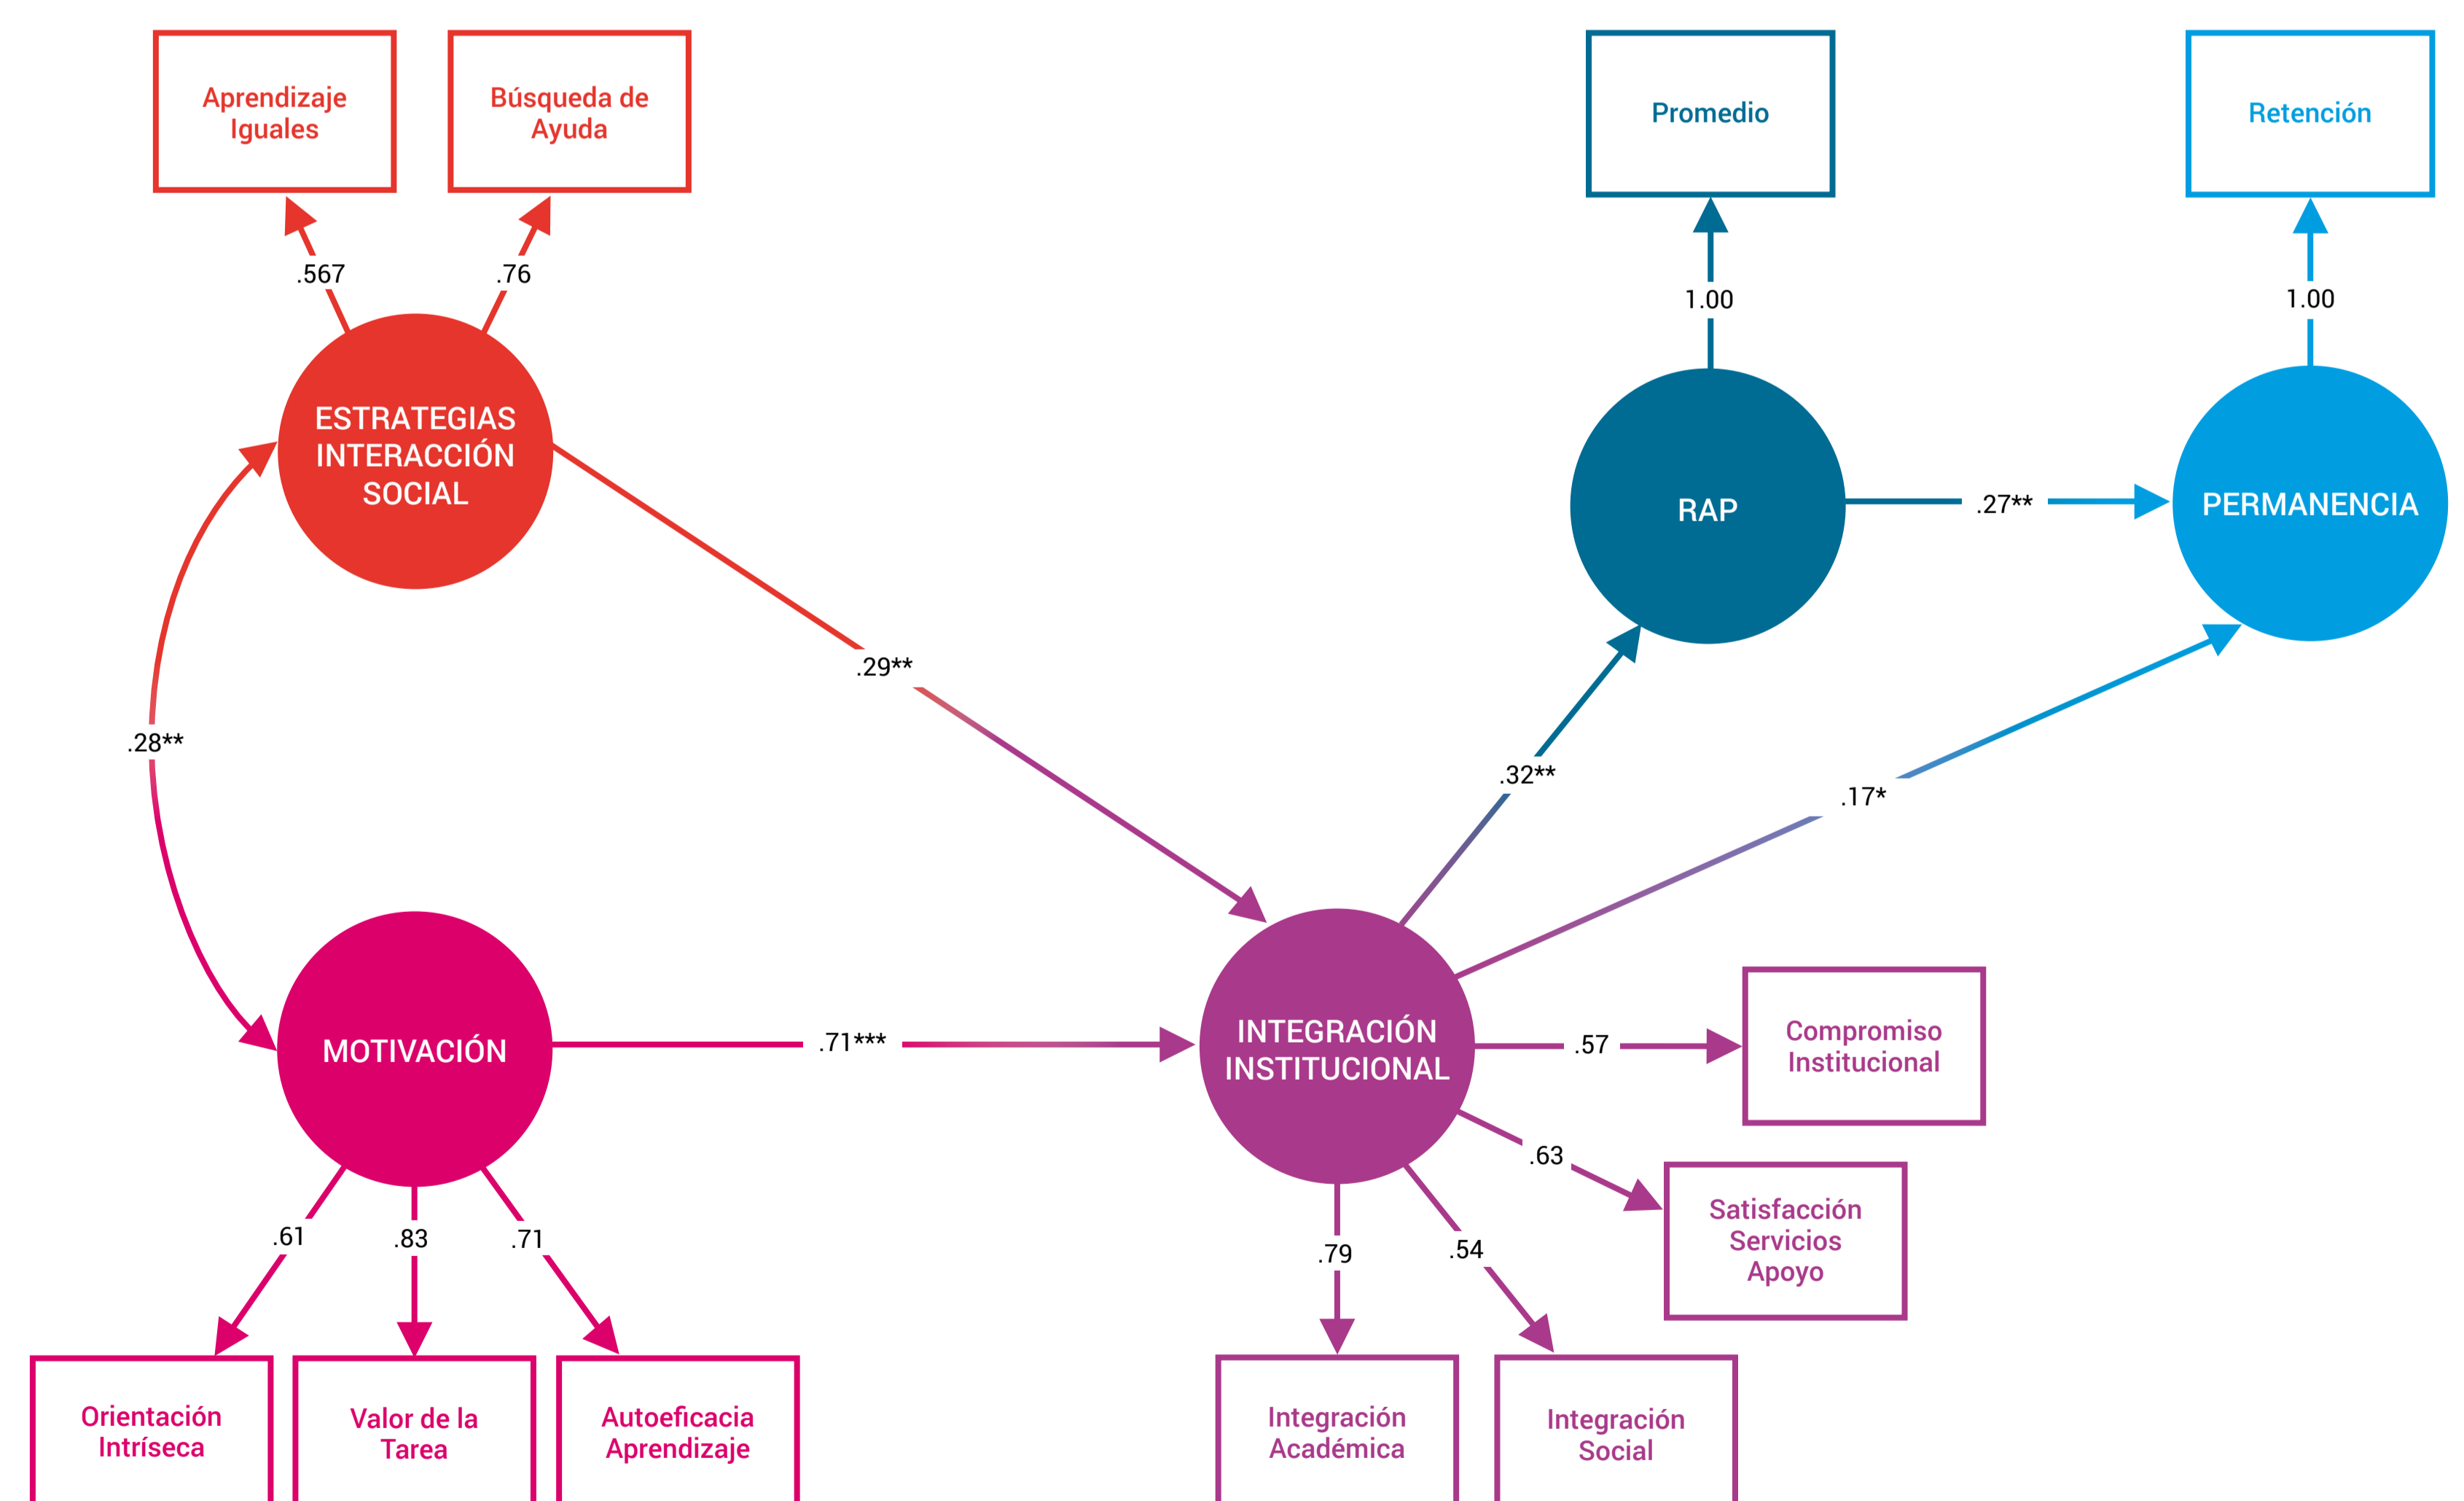 Aprendizaje
Iguales
Búsqueda de
Ayuda
Promedio
Retención
.567
.76
1.00
1.00
ESTRATEGIAS
INTERACCIÓN
SOCIAL
RAP
.27**
PERMANENCIA
.29**
.28**
.32**
.17*
MOTIVACIÓN
.71***
INTEGRACIÓN
INSTITUCIONAL
.57
Compromiso
Institucional
.63
Satisfacción
Servicios
Apoyo
.61
.83
.71
.79
.54
Orientación
Intríseca
Valor de la
Tarea
Autoeficacia
Aprendizaje
Integración
Académica
Integración
Social